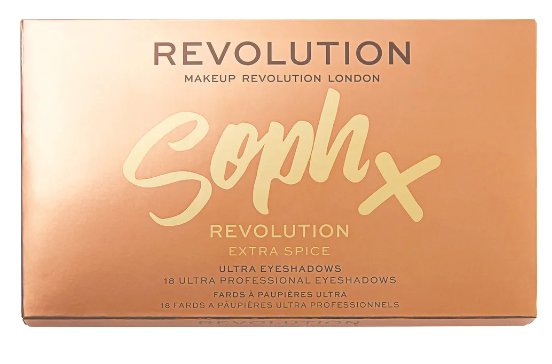 REVOLUTION
MAKEUP REVOLUTION LONDON
Soph x
REVOLUTION
EXTRA SPICE
ULTRA EYESHADOWS
18 ULTRA PROFESSIONAL EYESHADOWS
FARDS À PAUPIÈRES ULTRA
18 FARDS À PAUPIÈRES ULTRA PROFESSIONNELS
REVOLUTION